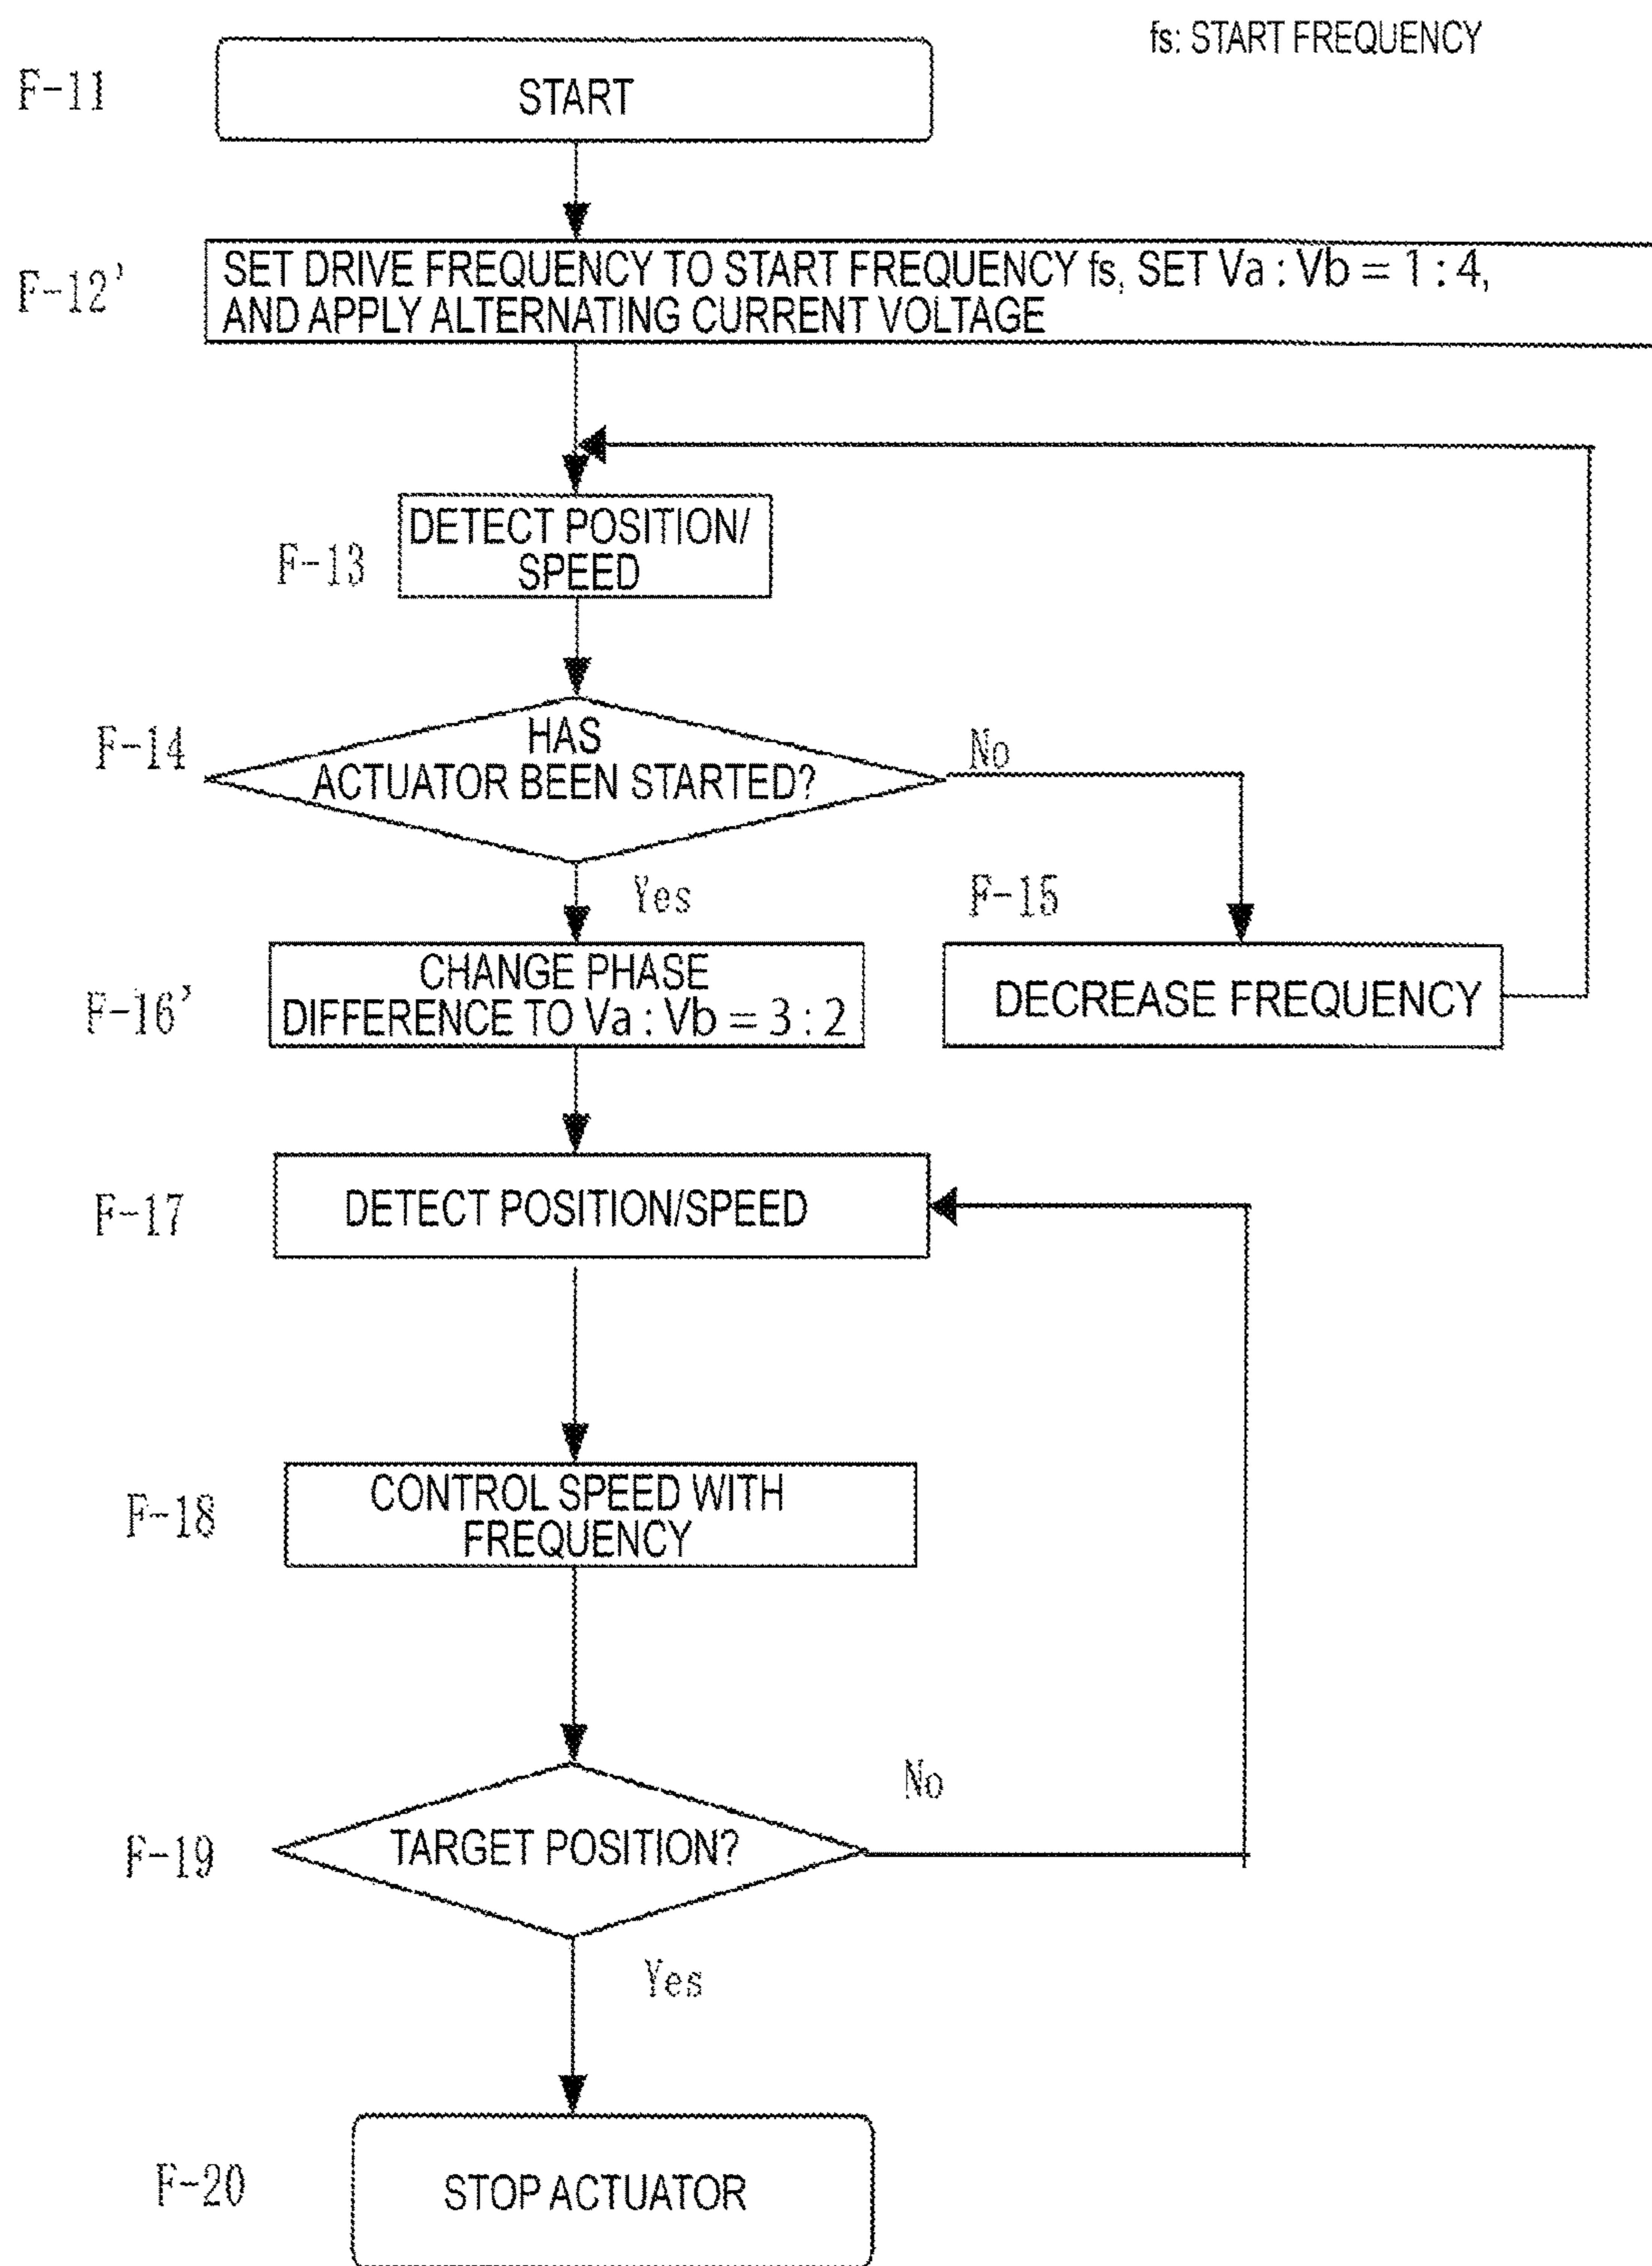 fs: START FREQUENCY
F-11
START
F-12'
SET DRIVE FREQUENCY TO START FREQUENCY fs, SET Va : Vb = 1 : 4,
AND APPLY ALTERNATING CURRENT VOLTAGE
F-13
DETECT POSITION/
SPEED
F-14
HAS
ACTUATOR BEEN STARTED?
No
Yes
F-15
DECREASE FREQUENCY
F-16'
CHANGE PHASE
DIFFERENCE TO Va : Vb = 3 : 2
F-17
DETECT POSITION/SPEED
F-18
CONTROL SPEED WITH
FREQUENCY
F-19
TARGET POSITION?
No
Yes
F-20
STOP ACTUATOR